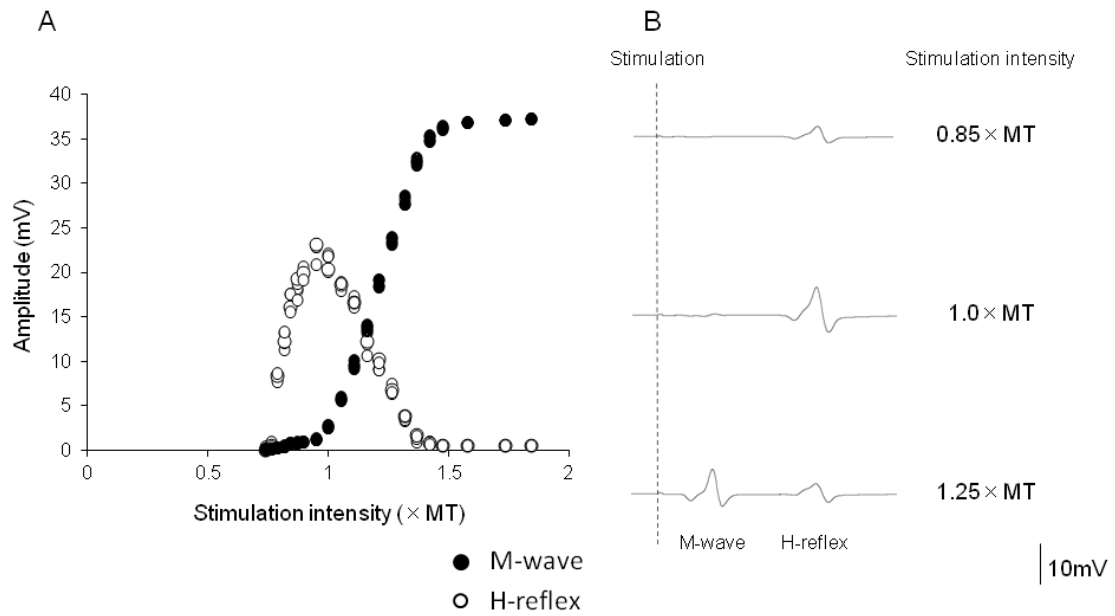 A
Amplitude (mV)
40
35
30
25
20
15
10
5
0
0 0.5 1 1.5 2
Stimulation intensity (× MT)
M-wave
H-reflex
B
Stimulation Stimulation intensity
0.85× MT
1.0× MT
1.25× MT
M-wave H-reflex
10mV